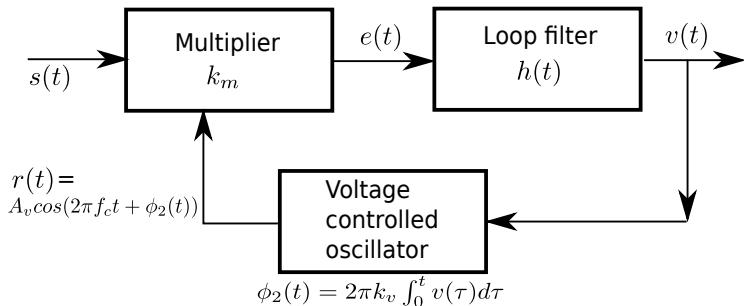 Multiplier
k_m
e(t)
Loop filter
h(t)
v(t)
s(t)
r(t)=
A_v cos(2πf_c t + ϕ_2(t))
Voltage
controlled
oscillator
ϕ_2(t) = 2πk_v ∫_0^t v(τ)dτ